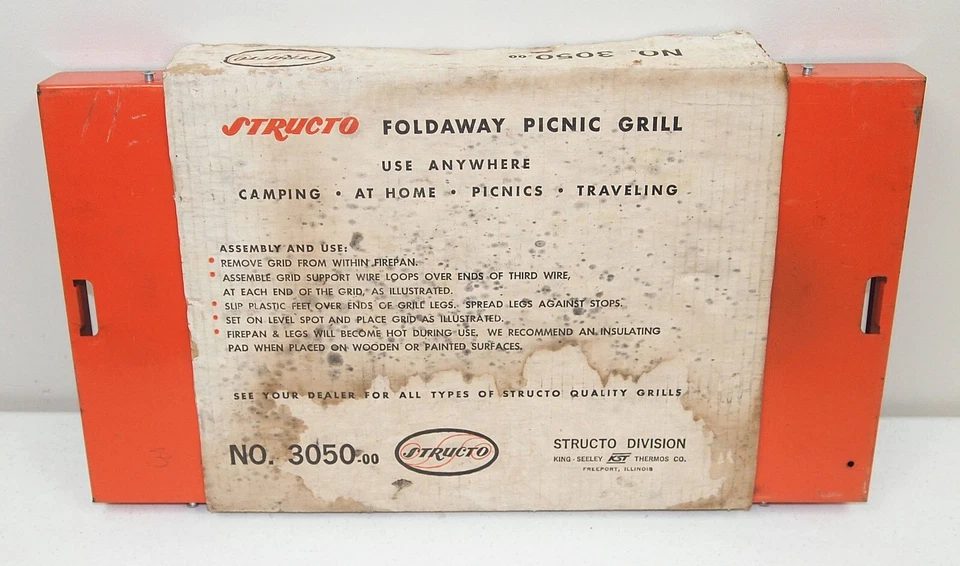 STRUCTO NO. 3050-00
STRUCTO FOLDAWAY PICNIC GRILL
USE ANYWHERE
CAMPING • AT HOME • PICNICS • TRAVELING
ASSEMBLY AND USE:
• REMOVE GRID FROM WITHIN FIREPAN.
• ASSEMBLE GRID SUPPORT WIRE LOOPS OVER ENDS OF THIRD WIRE,
AT EACH END OF THE GRID, AS ILLUSTRATED.
• SLIP PLASTIC FEET OVER ENDS OF GRILL LEGS. SPREAD LEGS AGAINST STOPS.
• SET ON LEVEL SPOT AND PLACE GRID AS ILLUSTRATED.
• FIREPAN & LEGS WILL BECOME HOT DURING USE. WE RECOMMEND AN INSULATING
PAD WHEN PLACED ON WOODEN OR PAINTED SURFACES.
SEE YOUR DEALER FOR ALL TYPES OF STRUCTO QUALITY GRILLS
NO. 3050-00 STRUCTO
STRUCTO DIVISION
KING-SEELEY KST THERMOS CO.
FREEPORT, ILLINOIS
3